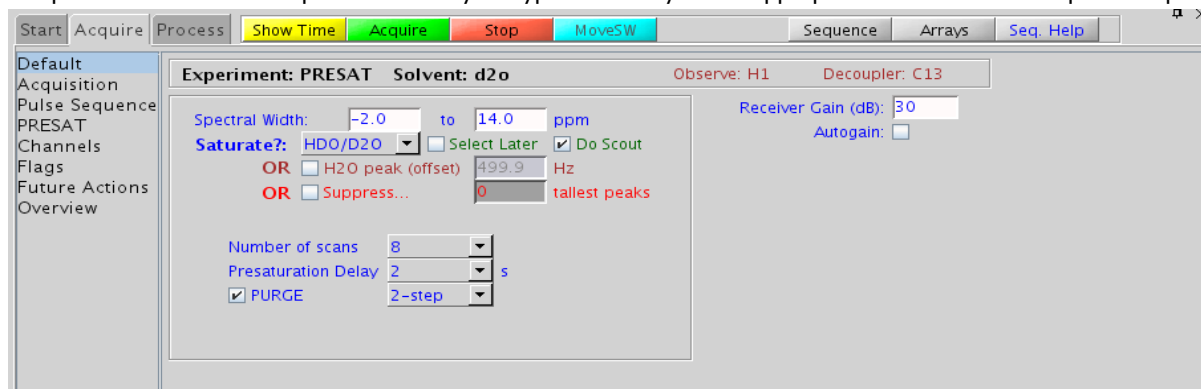 Start Acquire Process Show Time Acquire Stop MoveSW Sequence Arrays Seq. Help
Default
Acquisition
Pulse Sequence
PRESAT
Channels
Flags
Future Actions
Overview
Experiment: PRESAT Solvent: d2o Observe: H1 Decoupler: C13
Spectral Width: -2.0 to 14.0 ppm
Saturate?: HDO/D2O Select Later Do Scout
OR H2O peak (offset) 499.9 Hz
OR Suppress... 0 tallest peaks
Number of scans 8
Presaturation Delay 2 s
PURGE 2-step
Receiver Gain (dB): 30
Autogain: